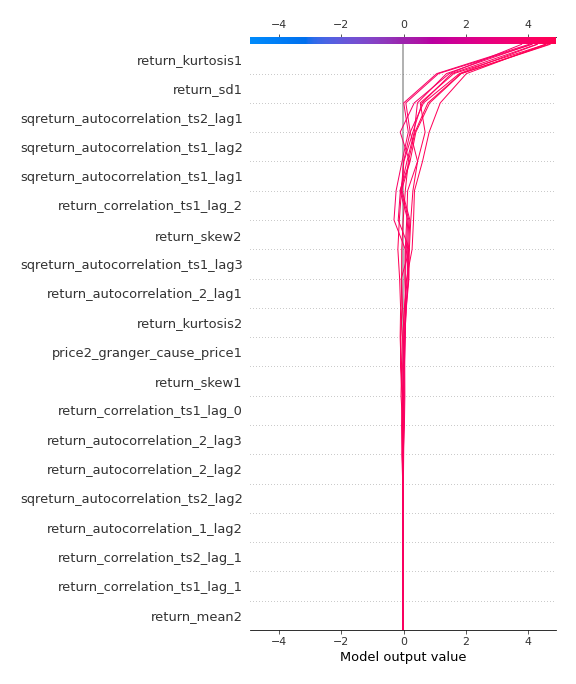 −4 −2 0 2 4
return_kurtosis1
return_sd1
sqreturn_autocorrelation_ts2_lag1
sqreturn_autocorrelation_ts1_lag2
sqreturn_autocorrelation_ts1_lag1
return_correlation_ts1_lag_2
return_skew2
sqreturn_autocorrelation_ts1_lag3
return_autocorrelation_2_lag1
return_kurtosis2
price2_granger_cause_price1
return_skew1
return_correlation_ts1_lag_0
return_autocorrelation_2_lag3
return_autocorrelation_2_lag2
sqreturn_autocorrelation_ts2_lag2
return_autocorrelation_1_lag2
return_correlation_ts2_lag_1
return_correlation_ts1_lag_1
return_mean2
−4 −2 0 2 4
Model output value